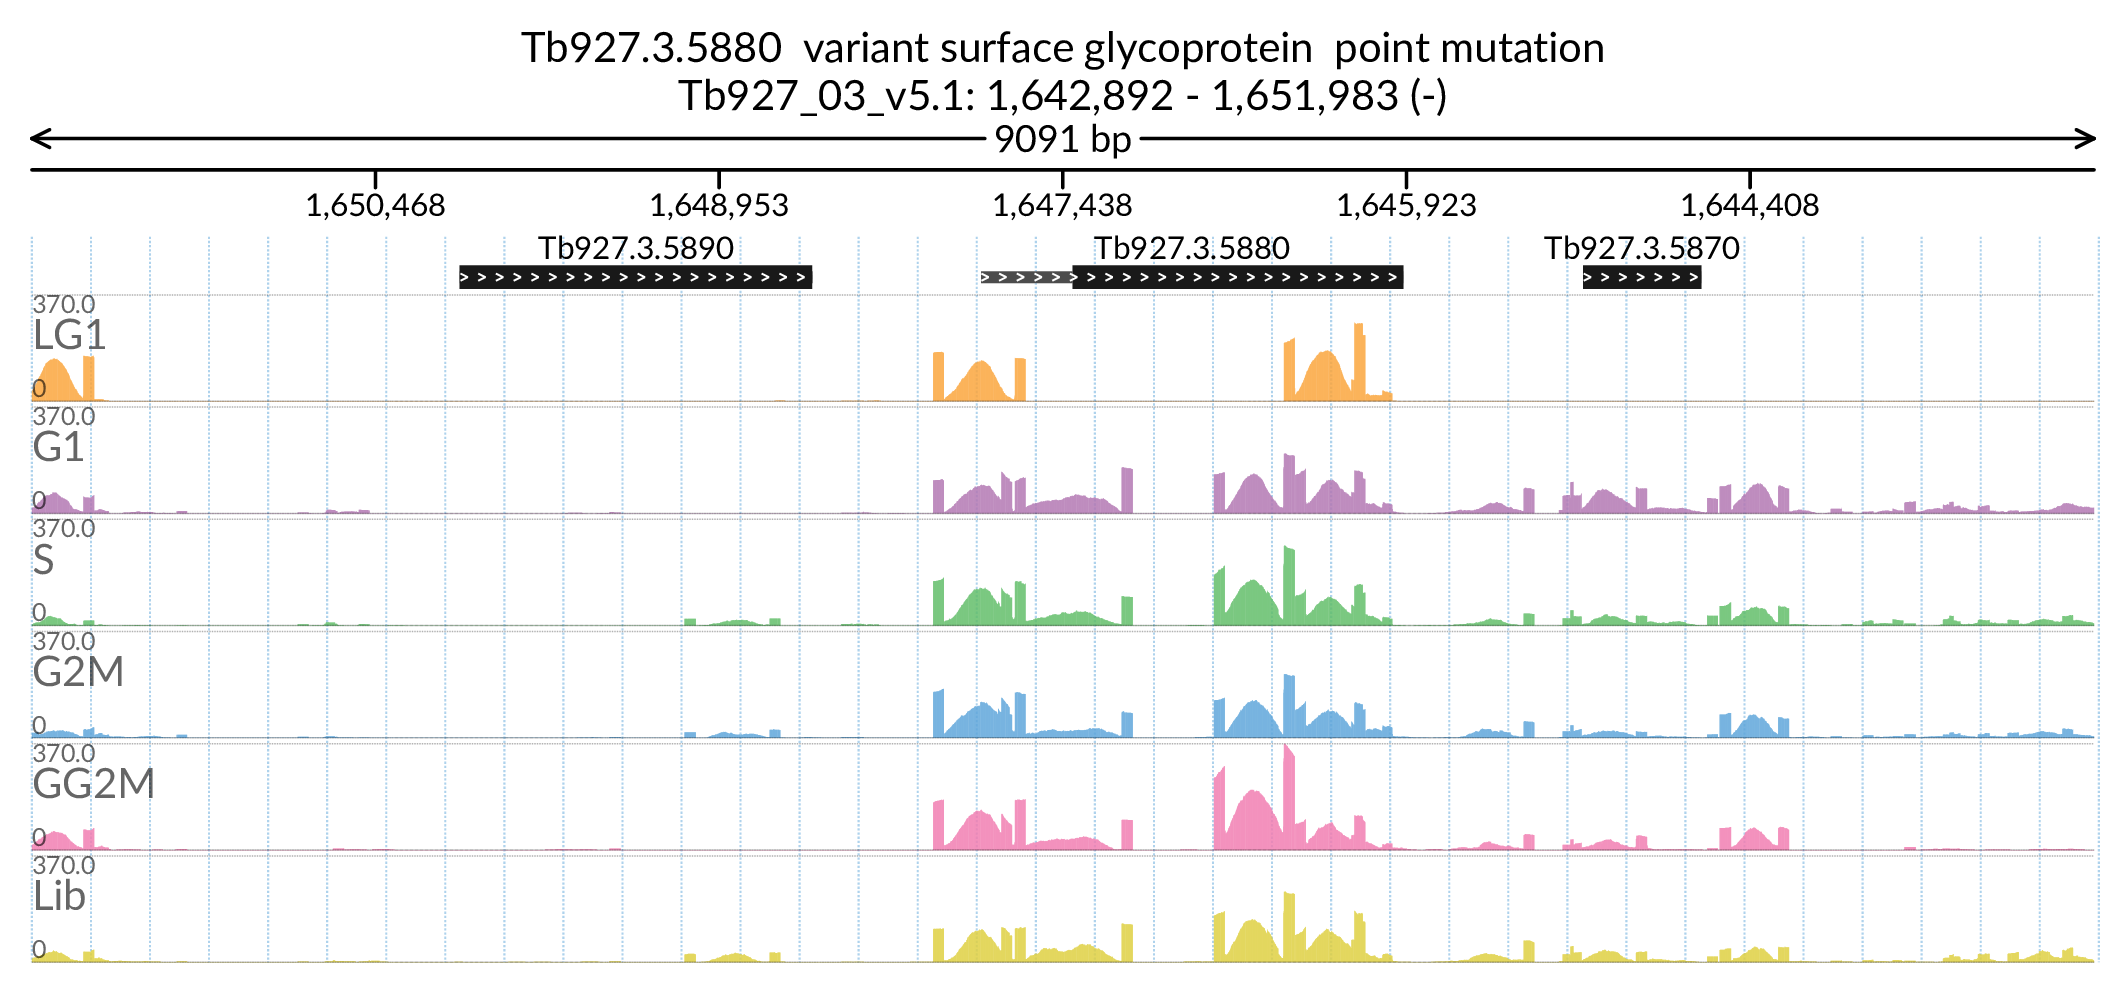 Tb927.3.5880  variant surface glycoprotein  point mutation
Tb927_03_v5.1: 1,642,892 - 1,651,983 (-)
9091 bp
1,650,468 1,648,953 1,647,438 1,645,923 1,644,408
Tb927.3.5890 Tb927.3.5880 Tb927.3.5870
370.0
LG1
0
370.0
G1
0
370.0
S
0
370.0
G2M
0
370.0
GG2M
0
370.0
Lib
0